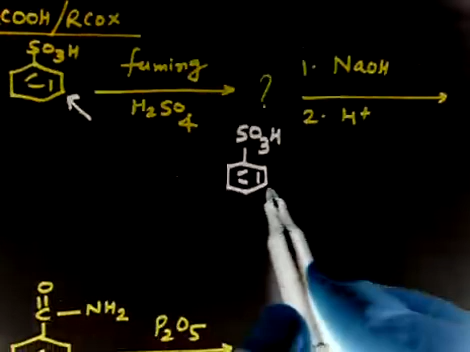 COOH/RCOX
SO3H
fuming
H2SO4
?
1. NaOH
2. H+
SO3H
O
C-NH2
P2O5